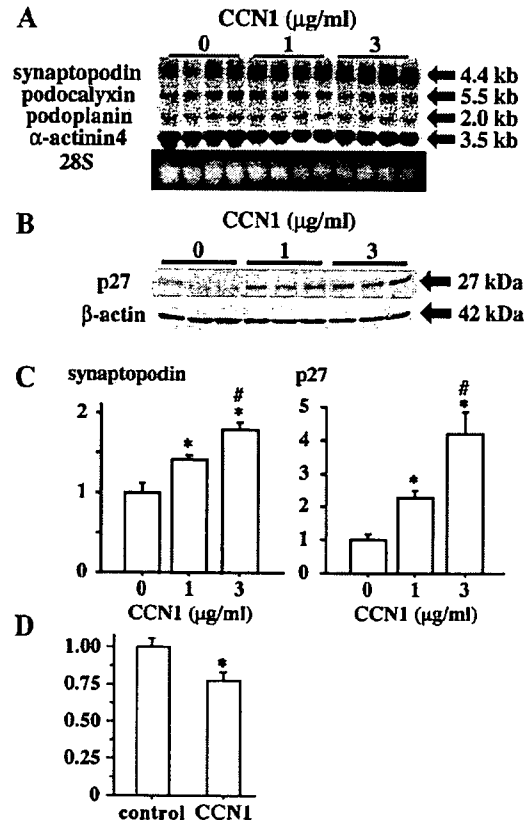 A
CCN1 (μg/ml)
0 1 3
synaptopodin 4.4 kb
podocalyxin 5.5 kb
podoplanin 2.0 kb
α-actinin4 3.5 kb
28S
B
CCN1 (μg/ml)
0 1 3
p27 27 kDa
β-actin 42 kDa
C
synaptopodin
2
1
0
*
#
*
0 1 3
CCN1 (μg/ml)
p27
5
4
3
2
1
0
*
#
*
0 1 3
CCN1 (μg/ml)
D
1.00
0.75
0.50
0.25
0
*
control CCN1